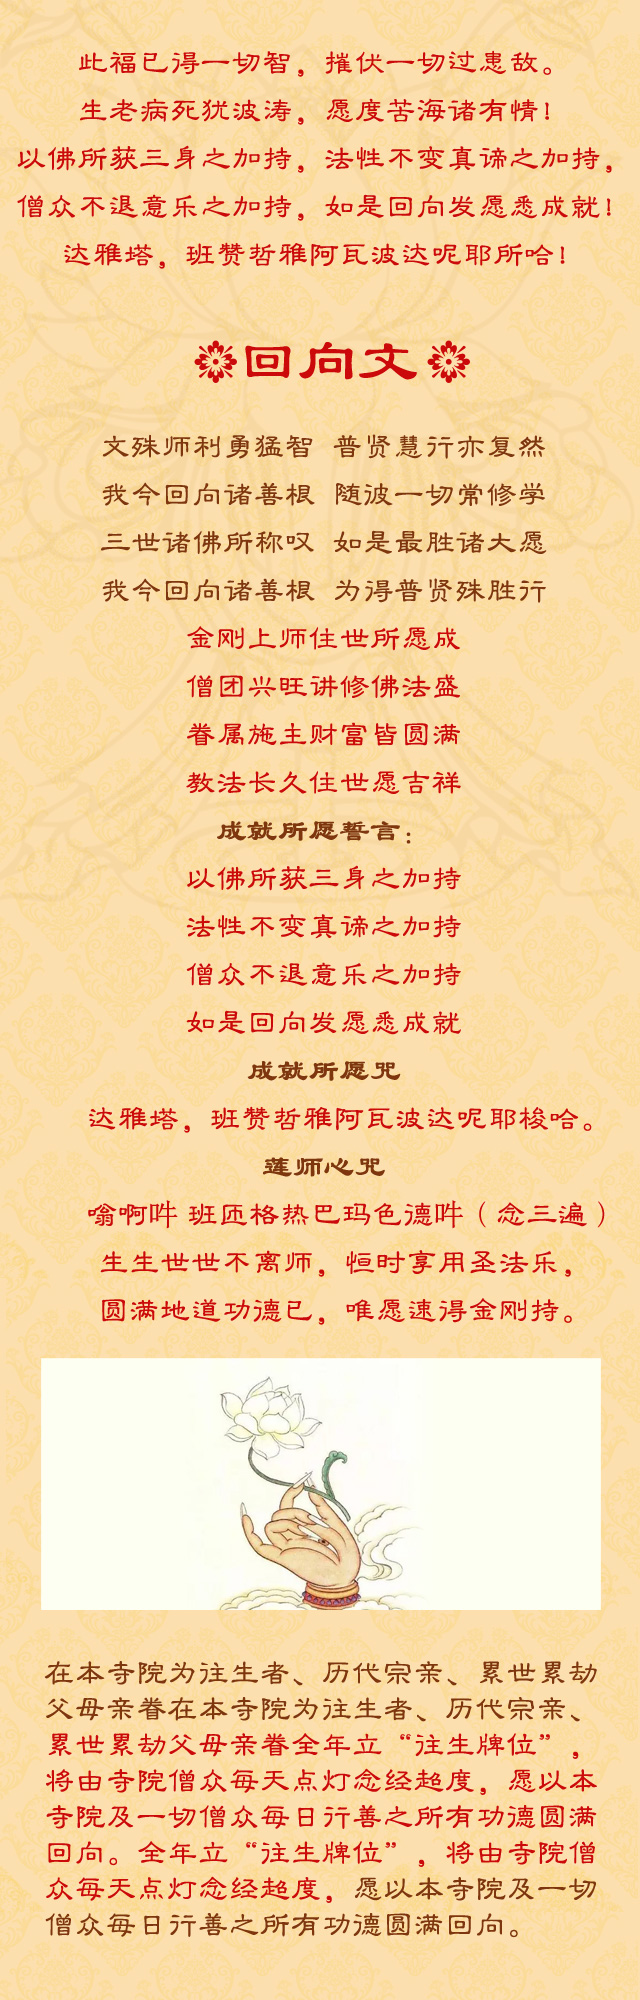 此福已得一切智，摧伏一切过患敌。
生老病死犹波涛，愿度苦海诸有情！
以佛所获三身之加持，法性不变真谛之加持，
僧众不退意乐之加持，如是回向发愿悉成就！
达雅塔，班赞哲雅阿瓦波达呢耶所哈！
回向文
文殊师利勇猛智 普贤慧行亦复然
我今回向诸善根 随波一切常修学
三世诸佛所称叹 如是最胜诸大愿
我今回向诸善根 为得普贤殊胜行
金刚上师住世所愿成
僧团兴旺讲修佛法盛
眷属施主财富皆圆满
教法长久住世愿吉祥
成就所愿誓言：
以佛所获三身之加持
法性不变真谛之加持
僧众不退意乐之加持
如是回向发愿悉成就
成就所愿咒
达雅塔，班赞哲雅阿瓦波达呢耶梭哈。
莲师心咒
嗡啊吽 班匝格热巴玛色德吽（念三遍）
生生世世不离师，恒时享用圣法乐，
圆满地道功德已，唯愿速得金刚持。
在本寺院为往生者、历代宗亲、累世累劫
父母亲眷在本寺院为往生者、历代宗亲、
累世累劫父母亲眷全年立“往生牌位”，
将由寺院僧众每天点灯念经超度，愿以本
寺院及一切僧众每日行善之所有功德圆满
回向。全年立“往生牌位”，将由寺院僧
众每天点灯念经超度，愿以本寺院及一切
僧众每日行善之所有功德圆满回向。